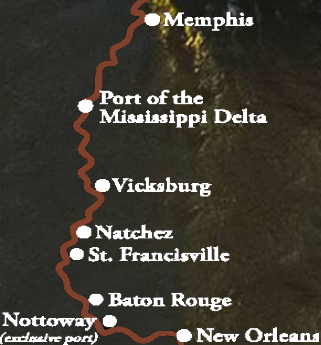 Memphis
Port of the
Mississippi Delta
Vicksburg
Natchez
St. Francisville
Baton Rouge
Nottoway
(exclusive port)
New Orleans